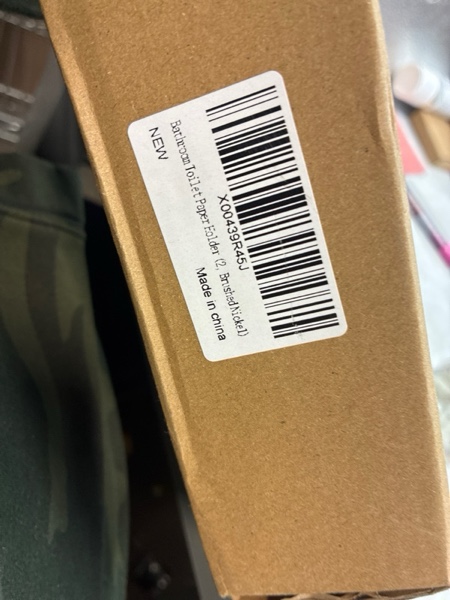 X00439R45J
Bathroom Toilet Paper Holder (2, Brushed Nickel)
NEW
Made in china